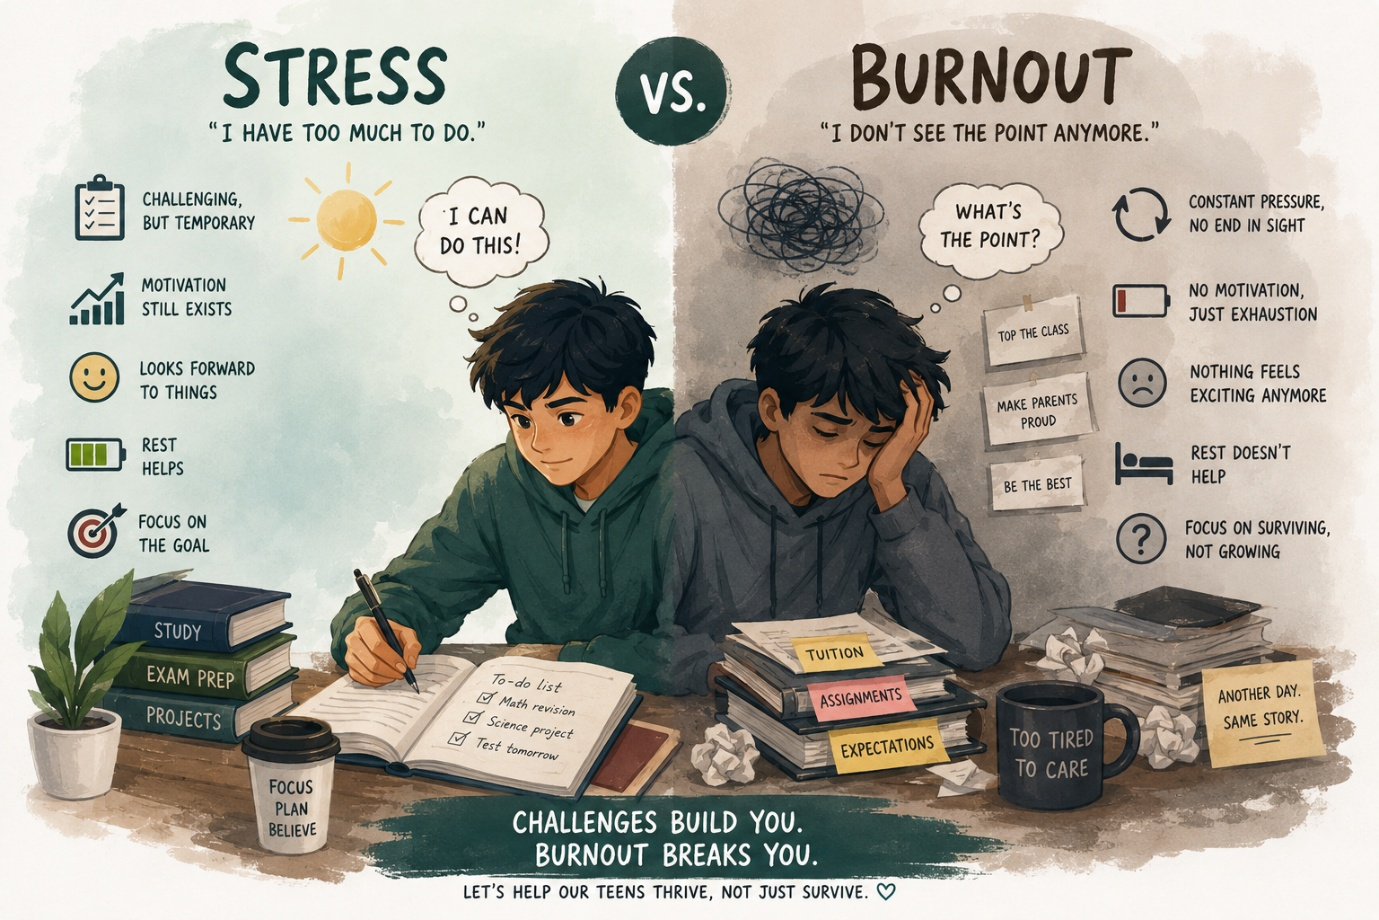 STRESS
"I HAVE TOO MUCH TO DO."
VS.
BURNOUT
"I DON'T SEE THE POINT ANYMORE."
CHALLENGING,
BUT TEMPORARY
MOTIVATION
STILL EXISTS
LOOKS FORWARD
TO THINGS
REST
HELPS
FOCUS ON
THE GOAL
I CAN
DO THIS!
WHAT'S
THE POINT?
TOP THE CLASS
MAKE PARENTS
PROUD
BE THE BEST
CONSTANT PRESSURE,
NO END IN SIGHT
NO MOTIVATION,
JUST EXHAUSTION
NOTHING FEELS
EXCITING ANYMORE
REST DOESN'T
HELP
FOCUS ON SURVIVING,
NOT GROWING
STUDY
EXAM PREP
PROJECTS
FOCUS
PLAN
BELIEVE
To-do list
Math revision
Science project
Test tomorrow
TUITION
ASSIGNMENTS
EXPECTATIONS
TOO TIRED
TO CARE
ANOTHER DAY.
SAME STORY.
CHALLENGES BUILD YOU.
BURNOUT BREAKS YOU.
LET'S HELP OUR TEENS THRIVE, NOT JUST SURVIVE.